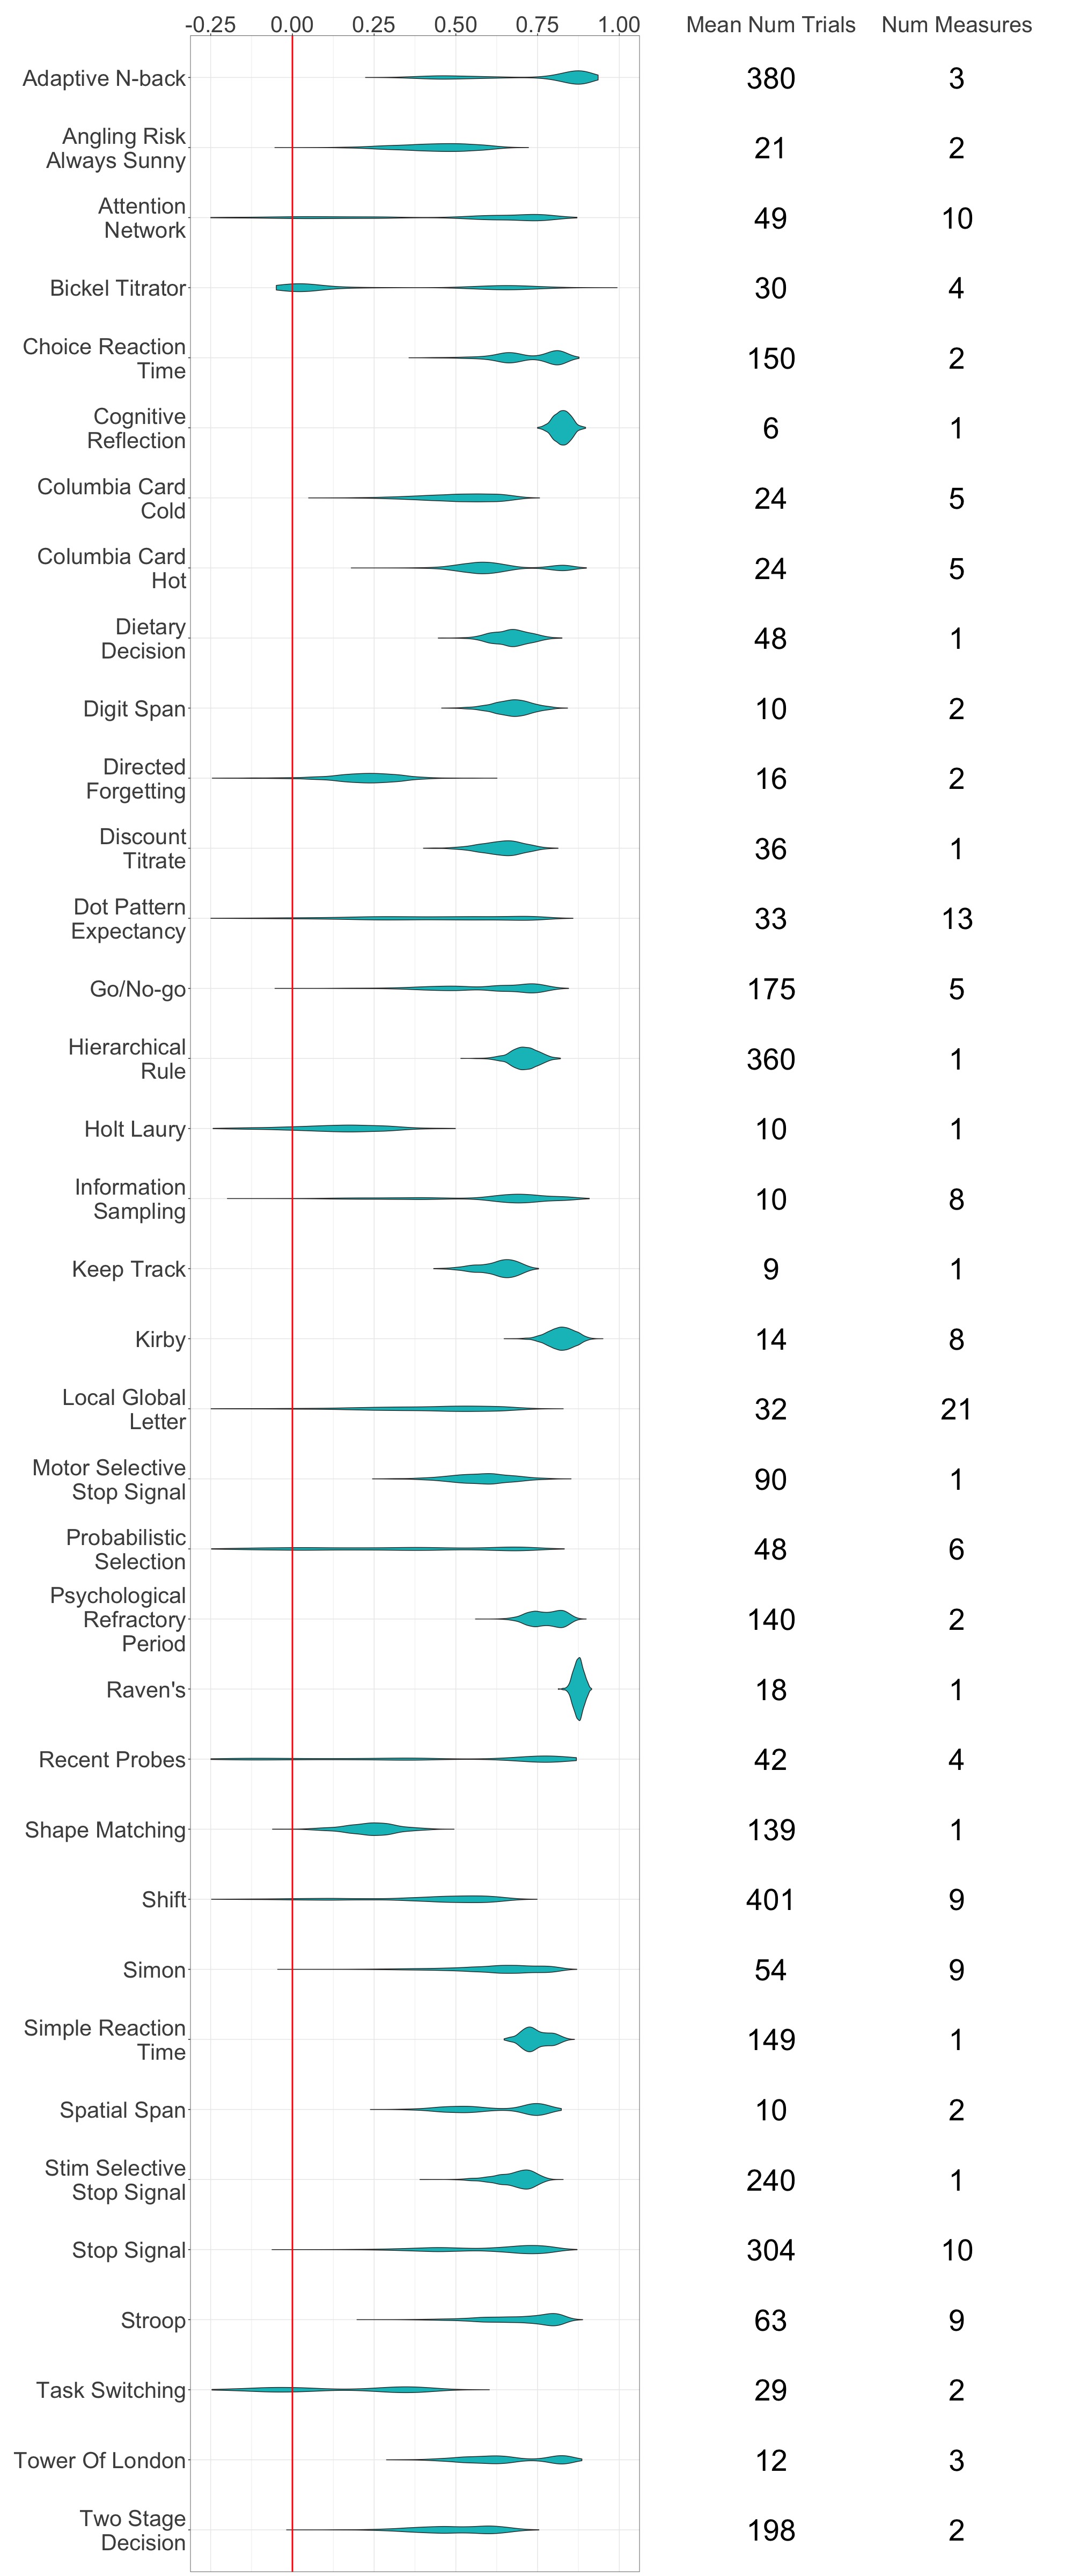 -0.25 0.00 0.25 0.50 0.75 1.00 Mean Num Trials Num Measures
Adaptive N-back 380 3
Angling Risk
Always Sunny 21 2
Attention
Network 49 10
Bickel Titrator 30 4
Choice Reaction
Time 150 2
Cognitive
Reflection 6 1
Columbia Card
Cold 24 5
Columbia Card
Hot 24 5
Dietary
Decision 48 1
Digit Span 10 2
Directed
Forgetting 16 2
Discount
Titrate 36 1
Dot Pattern
Expectancy 33 13
Go/No-go 175 5
Hierarchical
Rule 360 1
Holt Laury 10 1
Information
Sampling 10 8
Keep Track 9 1
Kirby 14 8
Local Global
Letter 32 21
Motor Selective
Stop Signal 90 1
Probabilistic
Selection 48 6
Psychological
Refractory
Period 140 2
Raven's 18 1
Recent Probes 42 4
Shape Matching 139 1
Shift 401 9
Simon 54 9
Simple Reaction
Time 149 1
Spatial Span 10 2
Stim Selective
Stop Signal 240 1
Stop Signal 304 10
Stroop 63 9
Task Switching 29 2
Tower Of London 12 3
Two Stage
Decision 198 2